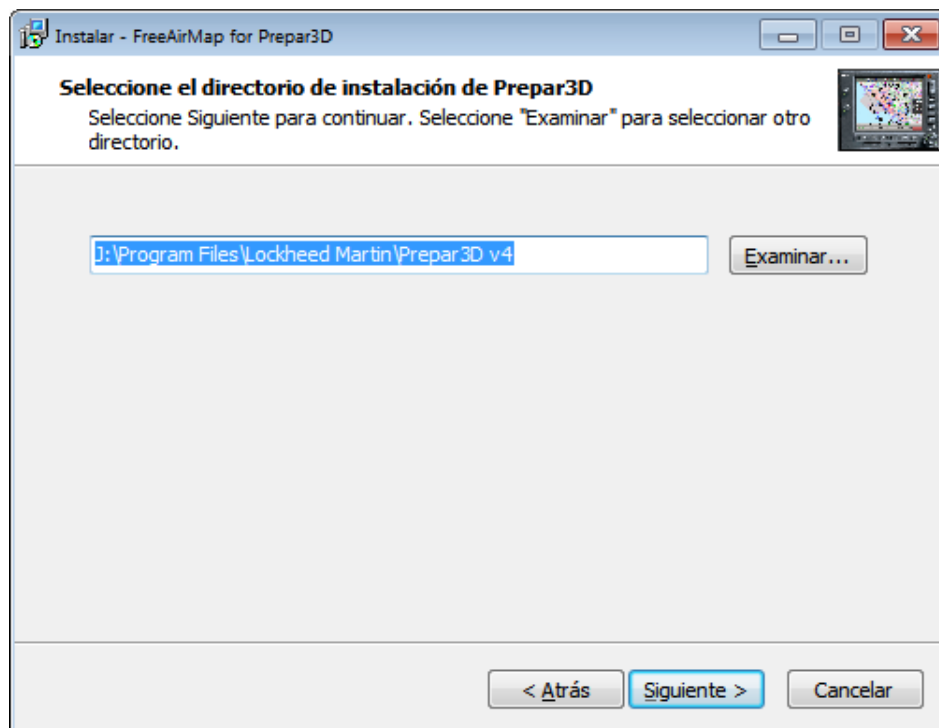 Instalar - FreeAirMap for Prepar3D
Seleccione el directorio de instalación de Prepar3D
Seleccione Siguiente para continuar. Seleccione "Examinar" para seleccionar otro
directorio.
J:\Program Files\Lockheed Martin\Prepar3D v4
Examinar...
< Atrás
Siguiente >
Cancelar